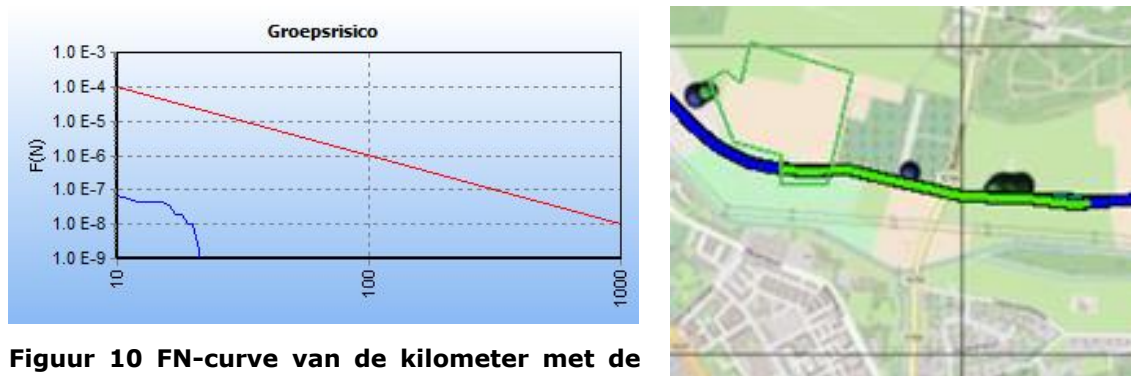 Groepsrisico
1.0 E-3
1.0 E-4
1.0 E-5
1.0 E-6
1.0 E-7
1.0 E-8
1.0 E-9
F(N)
10
100
1000
Figuur 10 FN-curve van de kilometer met de